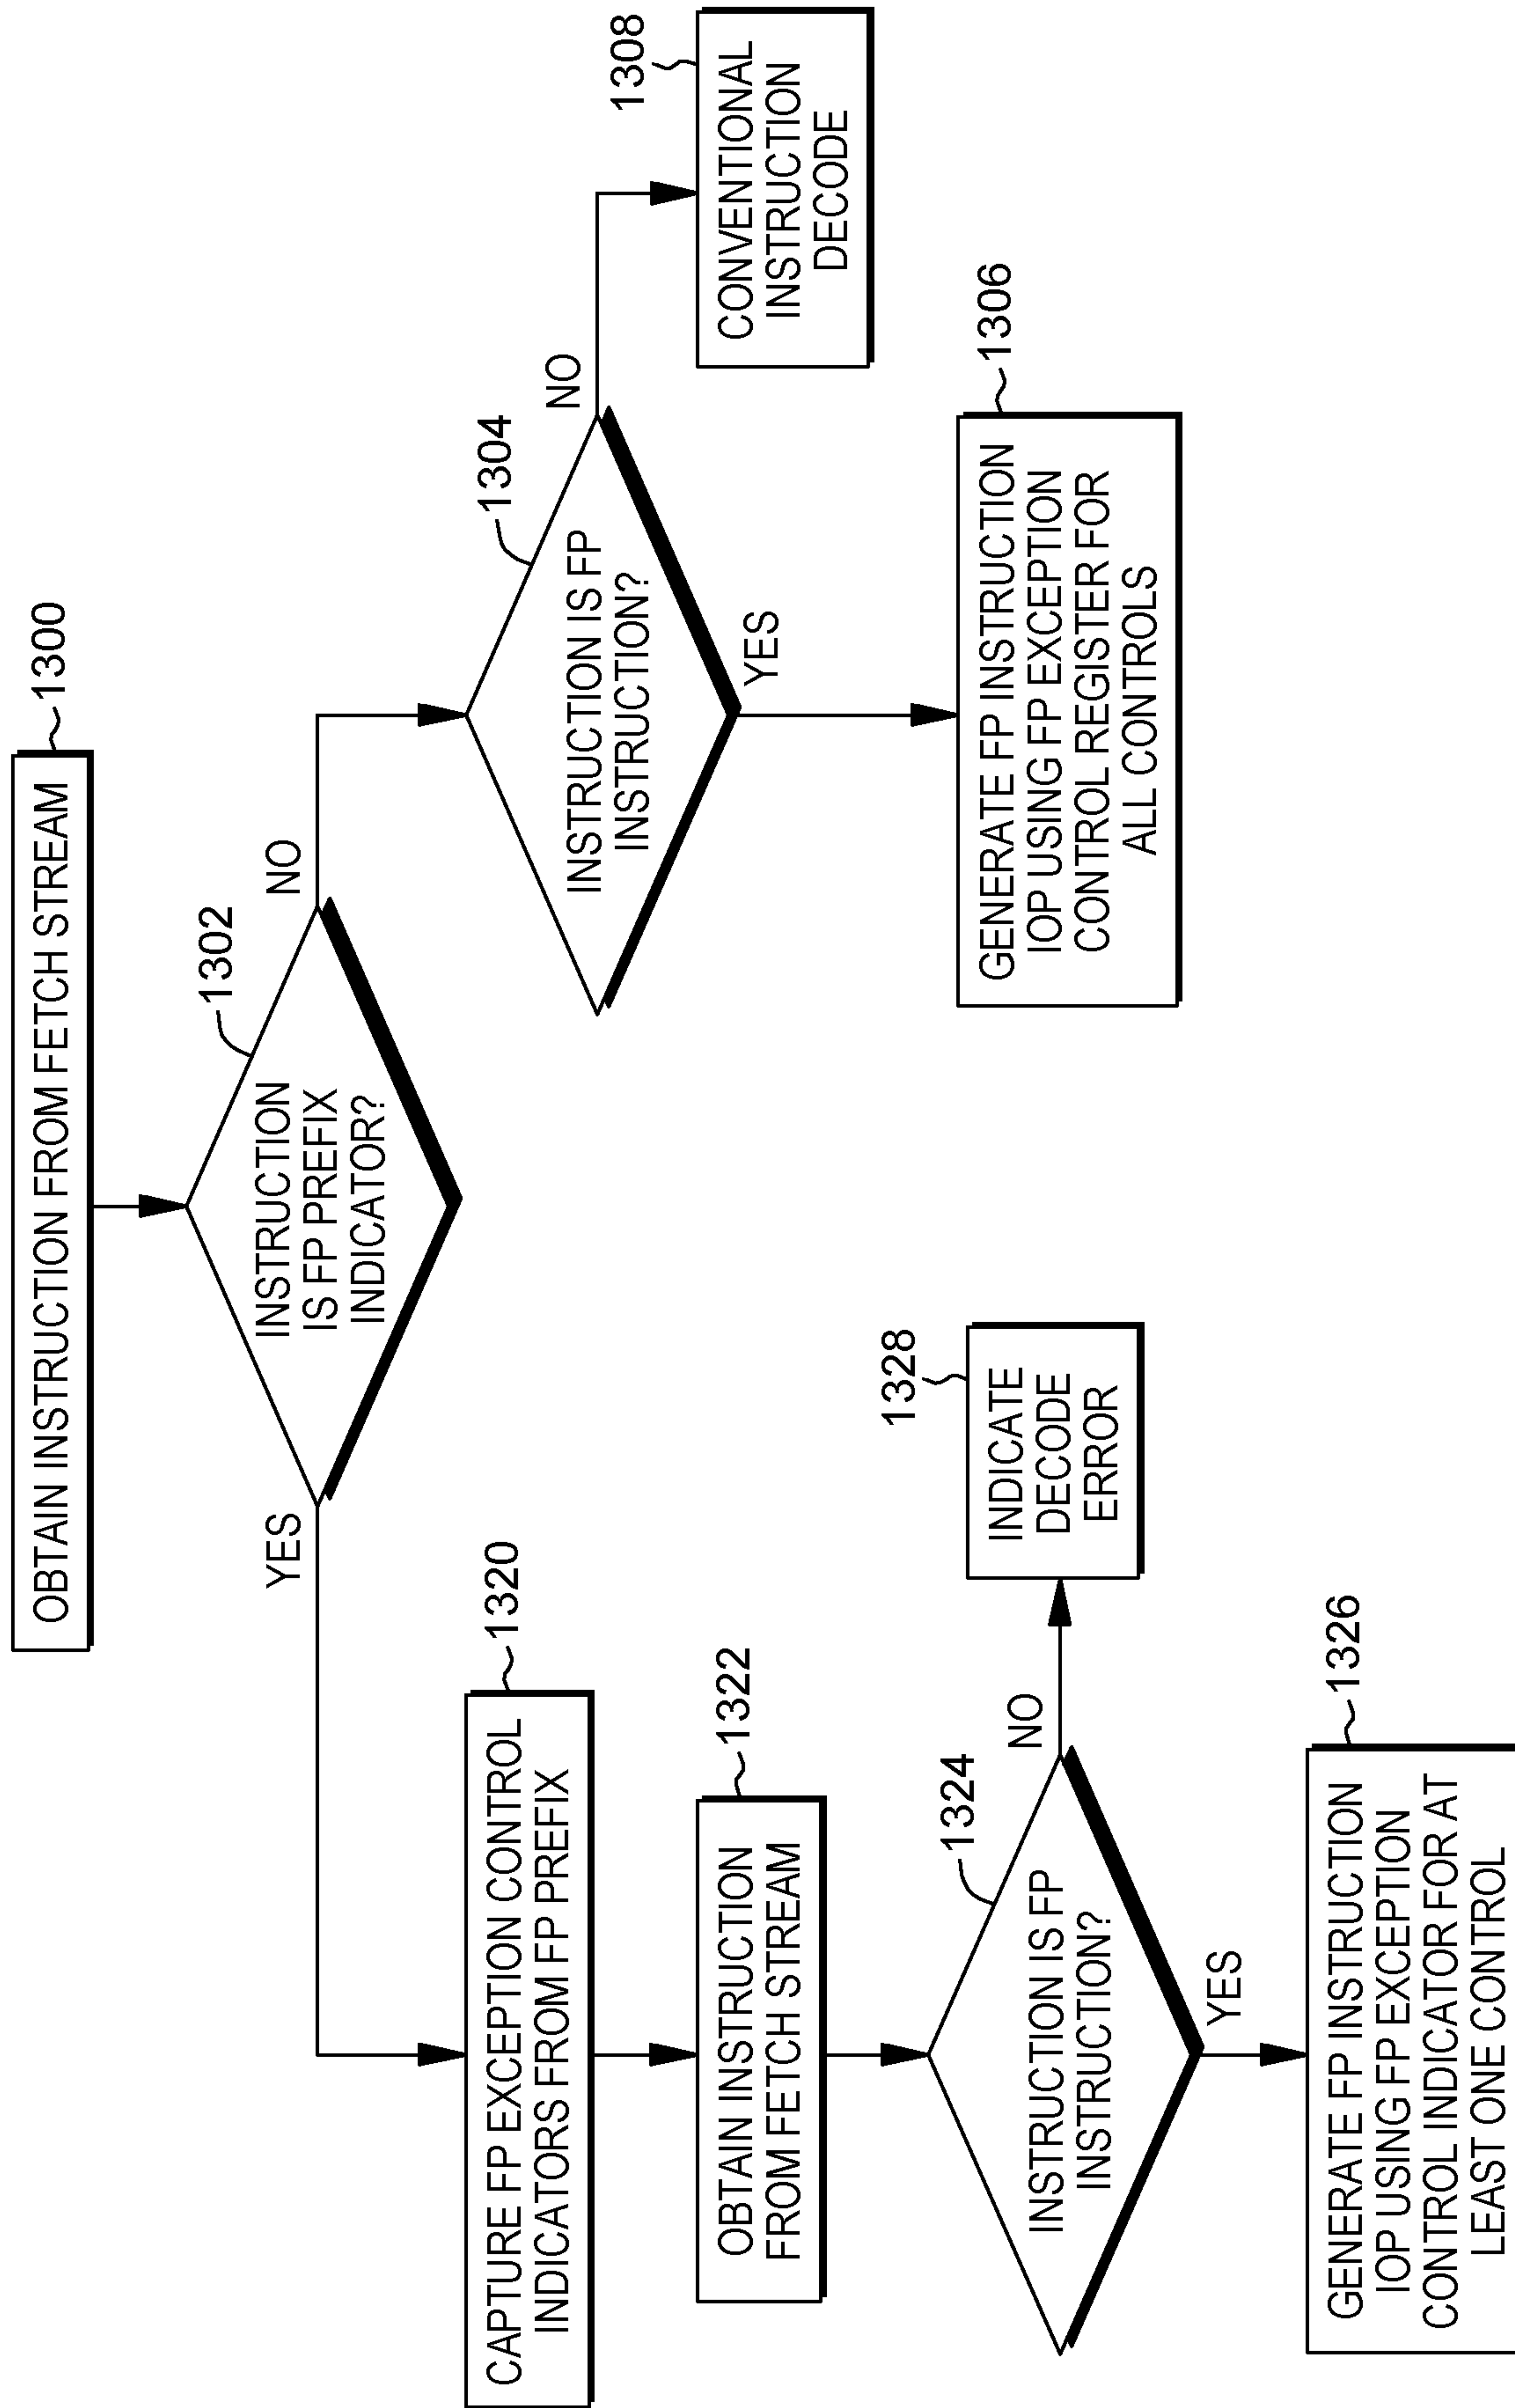 OBTAIN INSTRUCTION FROM FETCH STREAM
1300
INSTRUCTION
IS FP PREFIX
INDICATOR?
1302
YES
NO
CAPTURE FP EXCEPTION CONTROL
INDICATORS FROM FP PREFIX
1320
OBTAIN INSTRUCTION
FROM FETCH STREAM
1322
INSTRUCTION IS FP
INSTRUCTION?
1324
NO
YES
INDICATE
DECODE
ERROR
1328
GENERATE FP INSTRUCTION
IOP USING FP EXCEPTION
CONTROL INDICATOR FOR AT
LEAST ONE CONTROL
1326
INSTRUCTION IS FP
INSTRUCTION?
1304
NO
YES
CONVENTIONAL
INSTRUCTION
DECODE
1308
GENERATE FP INSTRUCTION
IOP USING FP EXCEPTION
CONTROL REGISTER FOR
ALL CONTROLS
1306